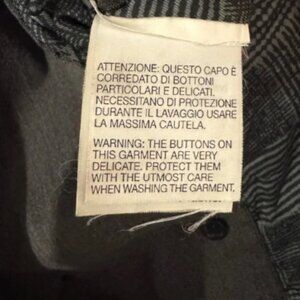 ATTENZIONE: QUESTO CAPO È
CORREDATO DI BOTTONI
PARTICOLARI E DELICATI.
NECESSITANO DI PROTEZIONE
DURANTE IL LAVAGGIO USARE
LA MASSIMA CAUTELA.
WARNING: THE BUTTONS ON
THIS GARMENT ARE VERY
DELICATE. PROTECT THEM
WITH THE UTMOST CARE
WHEN WASHING THE GARMENT.